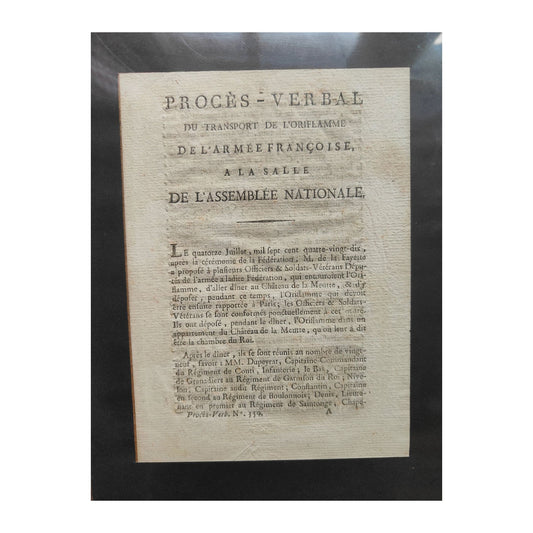 PROCÈS-VERBAL
DU TRANSPORT DE L'ORIFLAMME
DE L'ARMÉE FRANÇOISE,
A LA SALLE
DE L'ASSEMBLÉE NATIONALE.
LE quatorze Juillet, mil sept cent quatre-vingt-dix,
après la cérémonie de la Fédération, M. de la Fayette
a proposé à plusieurs Officiers & Soldats-Vétérans Dépu-
tés de l'armée à ladite Fédération, qui entouroient l'Ori-
flamme, d'aller dîner au Château de la Meutte, & d'y
déposer, pendant ce temps, l'Oriflamme qui devoit
être ensuite rapportée à Paris; les Officiers & Soldats-
Vétérans se sont conformés ponctuellement à cet
Ils ont déposé, pendant le dîner, l'Oriflamme dans un
appartement du Château de la Meutte, qu'on leur a dit
être la chambre du Roi.
Après le dîner, ils se sont réunis au nombre de vingt-
neuf, savoir: MM. Capitaine-Commandant
du Régiment de Conti, Infanterie; le Bas, Capitaine
de Grenadiers au Régiment de Garnison du Roi;
Capitaine audit Régiment; Constantin, Capitaine
en second au Régiment de Boulonnois; Denis, Lieute-
nant en premier au Régiment de Saintonge,
Procès-Verb. N°. 350. A